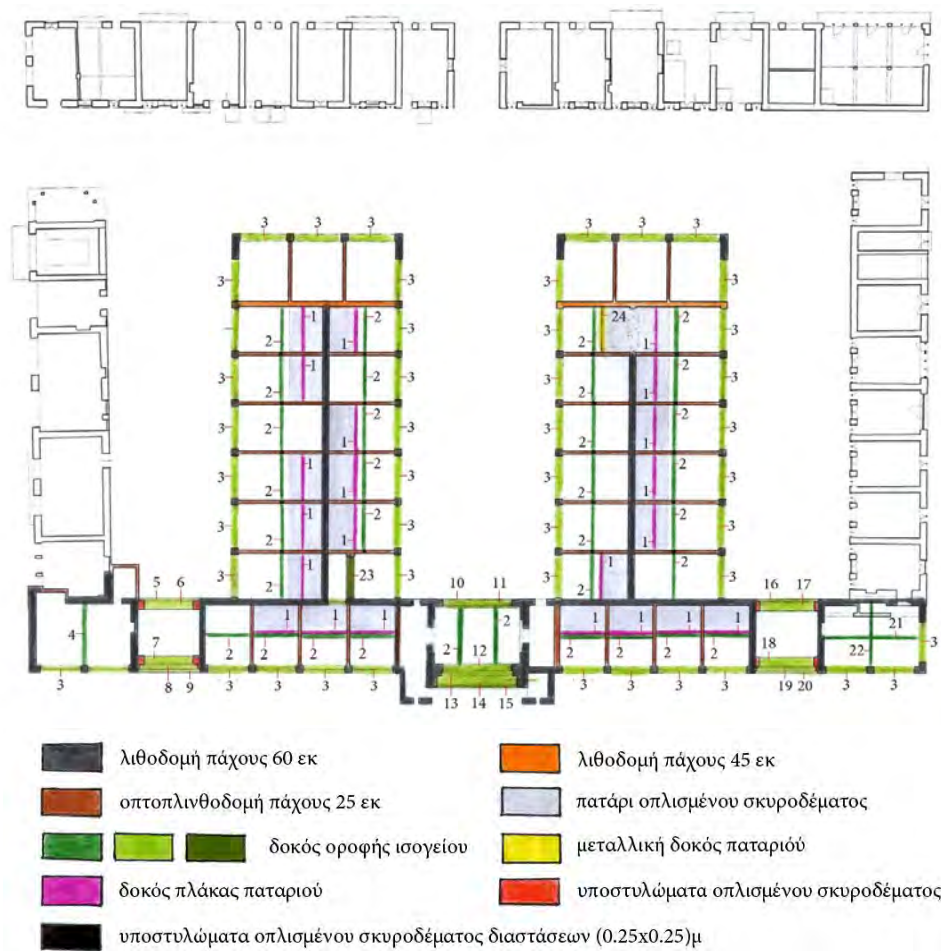 3 3 3 3 3 3
3 3 3 3
1 2 24 2
3 3 3 3
2 1 2 1
1 2 2
3 3 3 3
2 2 1
2 2
3 3 3 3
2 1 2 1
1 2 2
3 3 3 3
2 1 2 1
1 2 2
3 3 3 3
2 1 2 1
23
3 3 3 3
2 1 2 1
5 6 10 11 16 17
1 1 1 2 1 1 1 1 21
4 7 18 3
2 2 2 2 2 12 2 2 2 2 22
3 8 9 3 3 3 3 13 14 15 3 3 3 3 19 20 3 3
λιθοδομή πάχους 60 εκ
λιθοδομή πάχους 45 εκ
οπτοπλινθοδομή πάχους 25 εκ
πατάρι οπλισμένου σκυροδέματος
δοκός οροφής ισογείου
μεταλλική δοκός παταριού
δοκός πλάκας παταριού
υποστυλώματα οπλισμένου σκυροδέματος
υποστυλώματα οπλισμένου σκυροδέματος διαστάσεων (0.25x0.25)μ